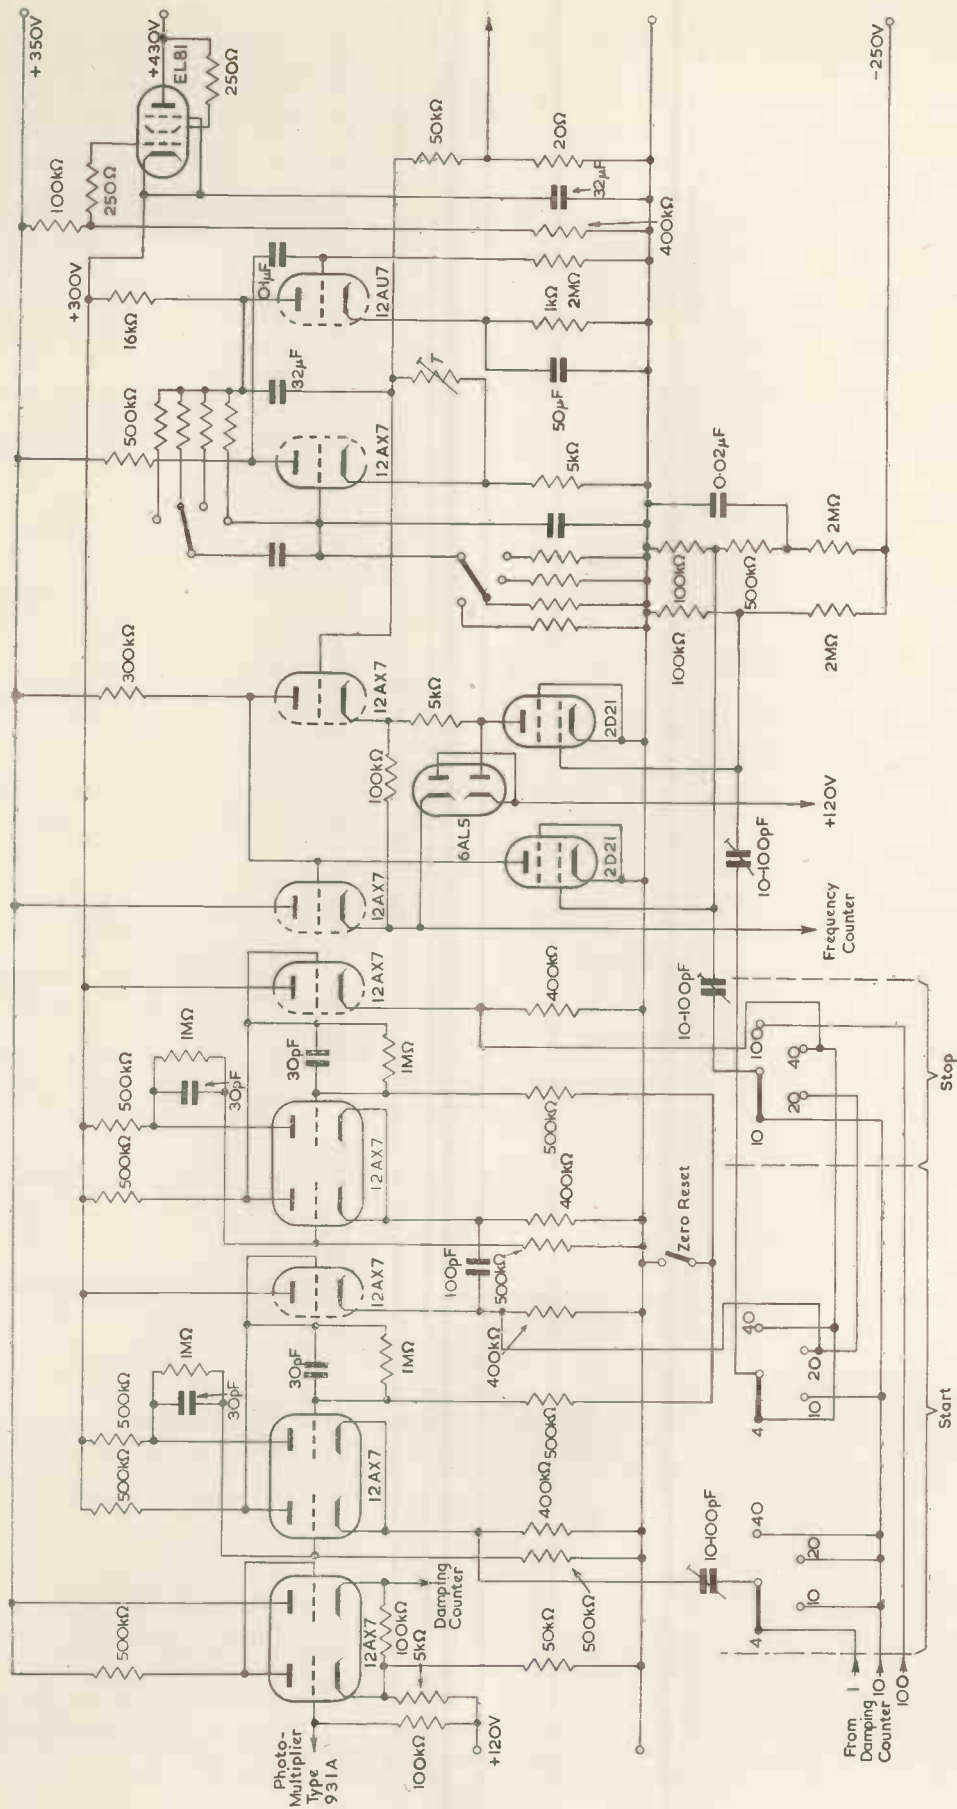 +350V
+430V
EL81
250Ω
100kΩ
250Ω
+300V
50kΩ
20Ω
32μF
400kΩ
-250V
16kΩ
0·1μF
12AU7
1kΩ
2MΩ
32μF
50μF
T
500kΩ
12AX7
5kΩ
0·02μF
2MΩ
100kΩ
500kΩ
100kΩ
2MΩ
300kΩ
12AX7
5kΩ
2D21
100kΩ
6AL5
+120V
10-100pF
2D21
12AX7
Frequency
Counter
12AX7
400kΩ
10-100pF
1MΩ
30pF
500kΩ
500kΩ
30pF
1MΩ
12AX7
500kΩ
400kΩ
100pF
500kΩ
Zero Reset
100
40
20
10
Stop
12AX7
400kΩ
1MΩ
30pF
500kΩ
500kΩ
30pF
1MΩ
12AX7
500kΩ
400kΩ
500kΩ
40
20
10
4
Start
10-100pF
40
20
10
4
500kΩ
12AX7
Damping
Counter
100kΩ
5kΩ
50kΩ
100kΩ
+120V
Photo-
Multiplier
Type
931A
1
10
100
From
Damping
Counter